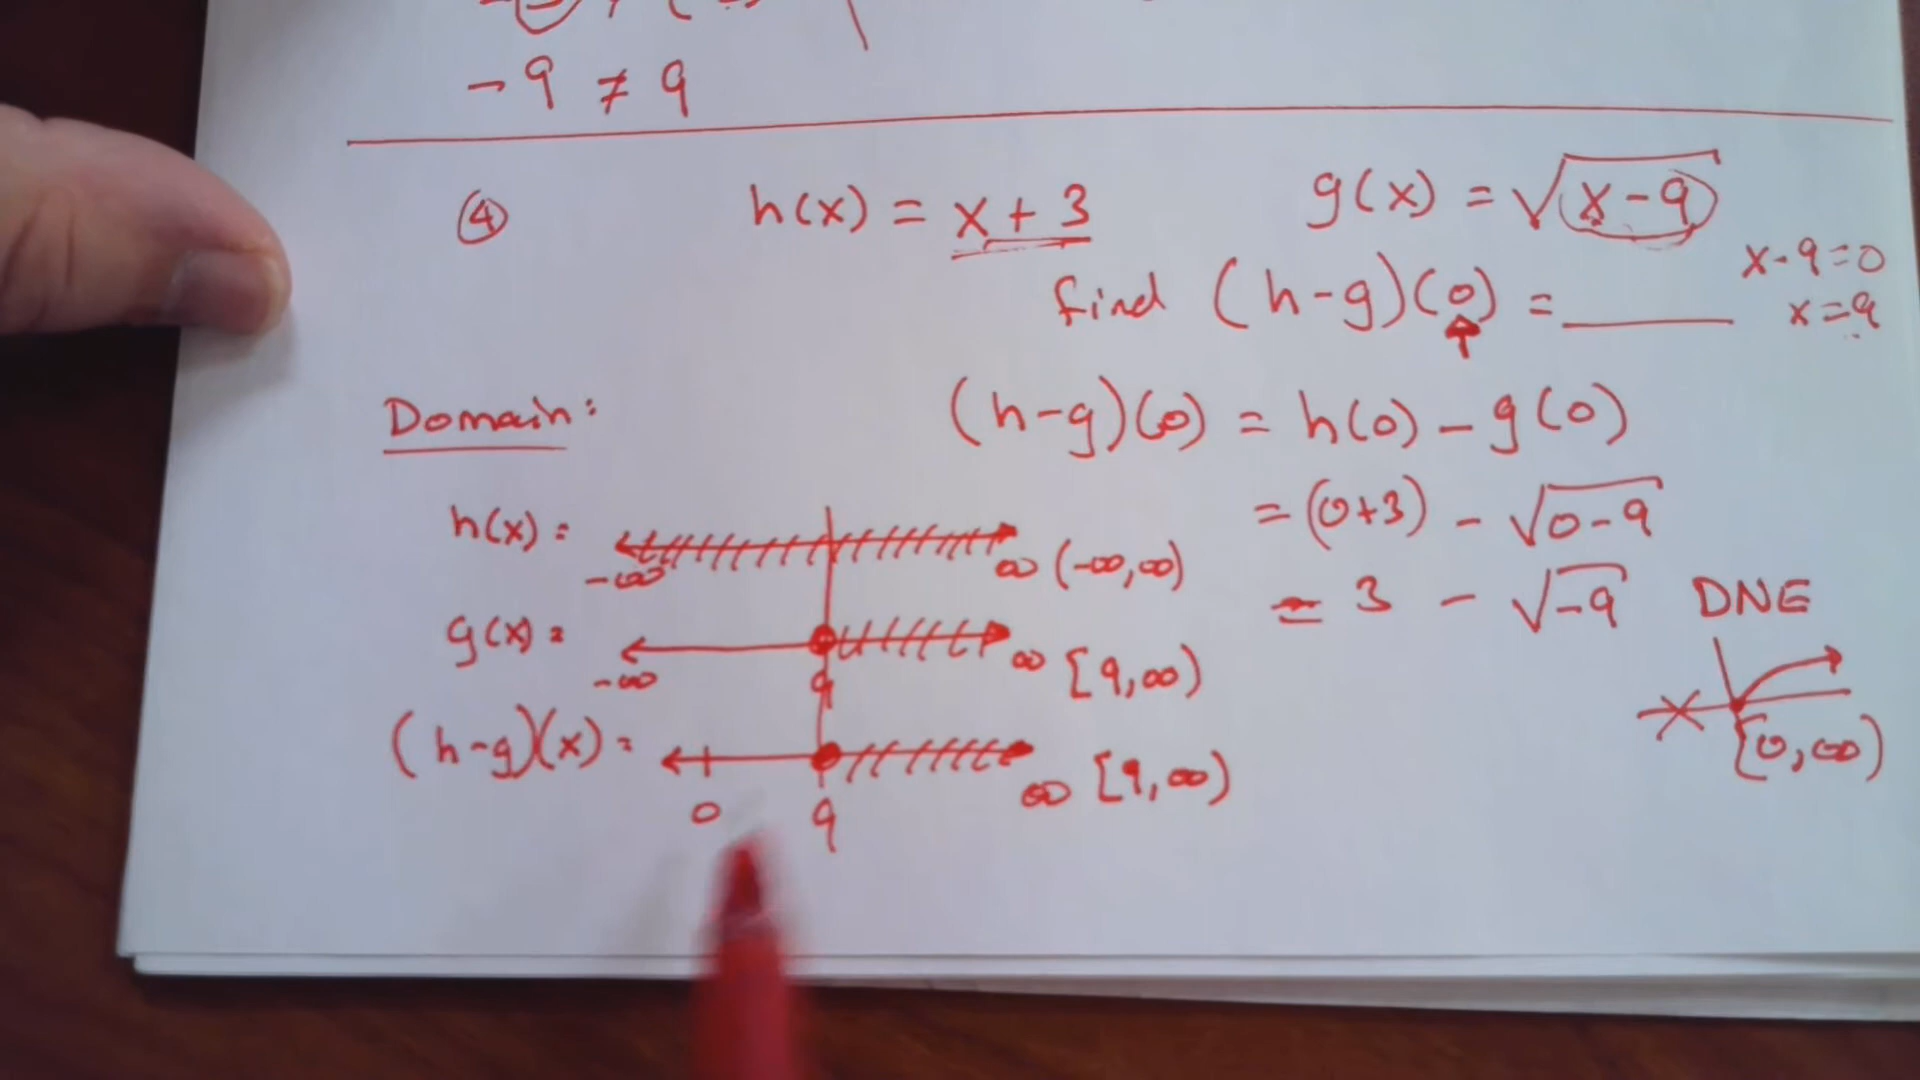 -9 ≠ 9
④ h(x) = x + 3 g(x) = √(x-9)
x-9=0
find (h-g)(0) = ______
x=9
Domain: (h-g)(0) = h(0) - g(0)
h(x) = -∞ ∞ (-∞,∞)
= (0+3) - √(0-9)
= 3 - √-9 DNE
g(x) = -∞ 9 ∞ [9,∞)
(h-g)(x) = 0 9 ∞ [9,∞)
[0,∞)